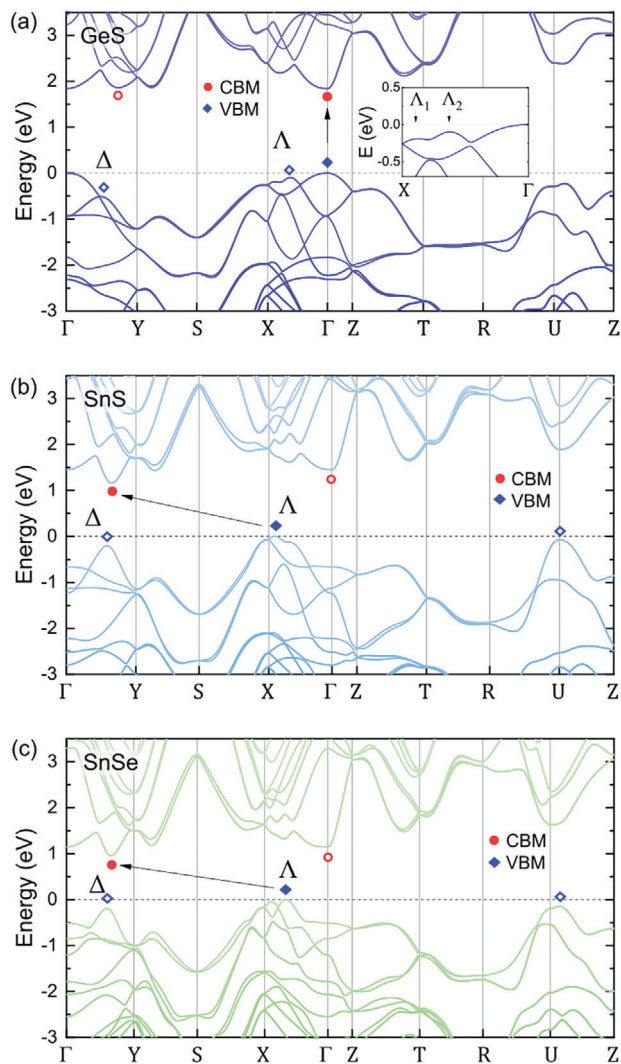 (a)
GeS
3
2
1
0
-1
-2
-3
Energy (eV)
CBM
VBM
Δ
Λ
E (eV)
0.5
0.0
-0.5
Λ1
Λ2
X
Γ
Γ Y S X Γ Z T R U Z
(b)
SnS
3
2
1
0
-1
-2
-3
Energy (eV)
CBM
VBM
Δ
Λ
Γ Y S X Γ Z T R U Z
(c)
SnSe
3
2
1
0
-1
-2
-3
Energy (eV)
CBM
VBM
Δ
Λ
Γ Y S X Γ Z T R U Z